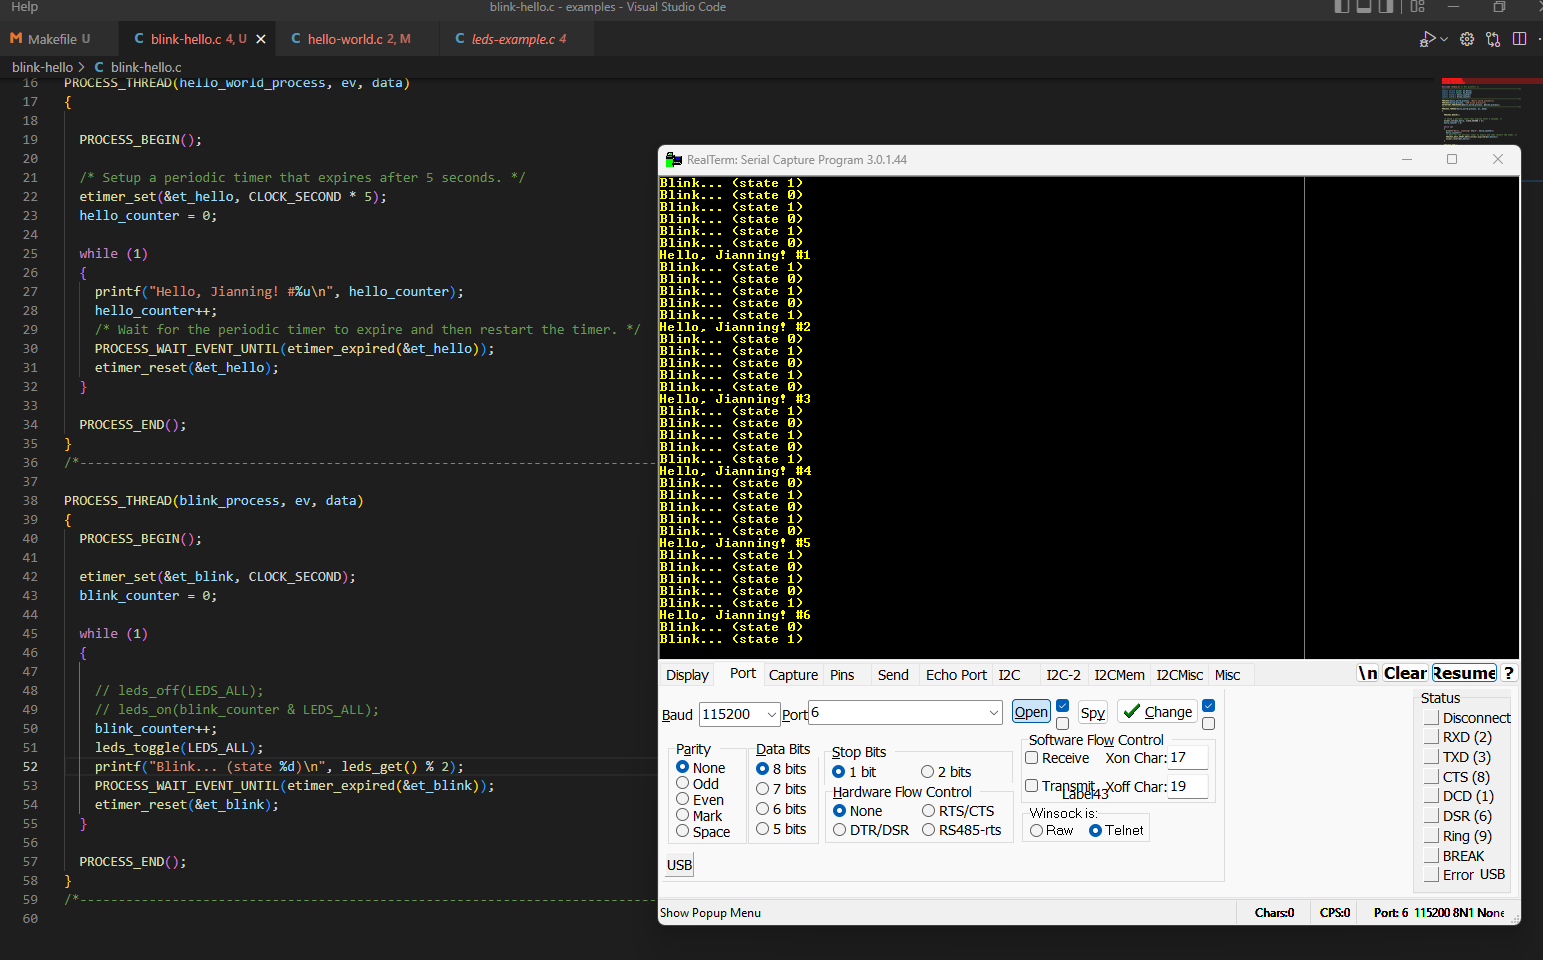 Help
blink-hello.c - examples - Visual Studio Code
M Makefile U
C blink-hello.c 4, U
C hello-world.c 2, M
C leds-example.c 4
blink-hello > C blink-hello.c
16 PROCESS_THREAD(hello_world_process, ev, data)
17 {
18
19 PROCESS_BEGIN();
20
21 /* Setup a periodic timer that expires after 5 seconds. */
22 etimer_set(&et_hello, CLOCK_SECOND * 5);
23 hello_counter = 0;
24
25 while (1)
26 {
27 printf("Hello, Jianning! #%u\n", hello_counter);
28 hello_counter++;
29 /* Wait for the periodic timer to expire and then restart the timer. */
30 PROCESS_WAIT_EVENT_UNTIL(etimer_expired(&et_hello));
31 etimer_reset(&et_hello);
32 }
33
34 PROCESS_END();
35 }
36 /*---------------------------------------------------------------------------
37
38 PROCESS_THREAD(blink_process, ev, data)
39 {
40 PROCESS_BEGIN();
41
42 etimer_set(&et_blink, CLOCK_SECOND);
43 blink_counter = 0;
44
45 while (1)
46 {
47
48 // leds_off(LEDS_ALL);
49 // leds_on(blink_counter & LEDS_ALL);
50 blink_counter++;
51 leds_toggle(LEDS_ALL);
52 printf("Blink... (state %d)\n", leds_get() % 2);
53 PROCESS_WAIT_EVENT_UNTIL(etimer_expired(&et_blink));
54 etimer_reset(&et_blink);
55 }
56
57 PROCESS_END();
58 }
59 /*---------------------------------------------------------------------------
60
RealTerm: Serial Capture Program 3.0.1.44
Blink... (state 1)
Blink... (state 0)
Blink... (state 1)
Blink... (state 0)
Blink... (state 1)
Blink... (state 0)
Hello, Jianning! #1
Blink... (state 1)
Blink... (state 0)
Blink... (state 1)
Blink... (state 0)
Blink... (state 1)
Hello, Jianning! #2
Blink... (state 0)
Blink... (state 1)
Blink... (state 0)
Blink... (state 1)
Blink... (state 0)
Hello, Jianning! #3
Blink... (state 1)
Blink... (state 0)
Blink... (state 1)
Blink... (state 0)
Blink... (state 1)
Hello, Jianning! #4
Blink... (state 0)
Blink... (state 1)
Blink... (state 0)
Blink... (state 1)
Blink... (state 0)
Hello, Jianning! #5
Blink... (state 1)
Blink... (state 0)
Blink... (state 1)
Blink... (state 0)
Blink... (state 1)
Hello, Jianning! #6
Blink... (state 0)
Blink... (state 1)
Display Port Capture Pins Send Echo Port I2C I2C-2 I2CMem I2CMisc Misc \n Clear Resume ?
Baud 115200 Port 6 Open Spy Change
Parity
None
Odd
Even
Mark
Space
Data Bits
8 bits
7 bits
6 bits
5 bits
Stop Bits
1 bit 2 bits
Hardware Flow Control
None RTS/CTS
DTR/DSR RS485-rts
Software Flow Control
Receive Xon Char: 17
Transmit Xoff Char: 19
Label43
Winsock is:
Raw Telnet
USB
Status
Disconnect
RXD (2)
TXD (3)
CTS (8)
DCD (1)
DSR (6)
Ring (9)
BREAK
Error USB
Show Popup Menu
Chars:0 CPS:0 Port: 6 115200 8N1 None